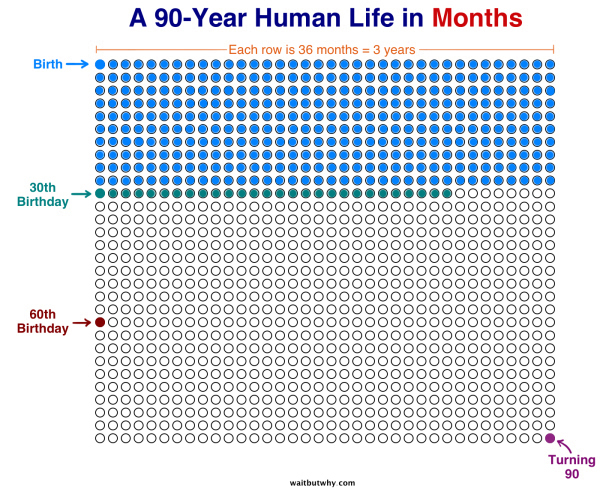 A 90-Year Human Life in Months
Each row is 36 months = 3 years
Birth
30th
Birthday
60th
Birthday
Turning
90
waitbutwhy.com